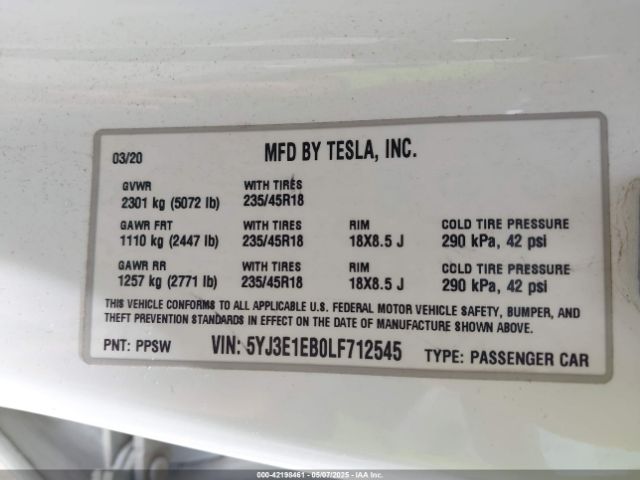 03/20 MFD BY TESLA, INC.
GVWR WITH TIRES
2301 kg (5072 lb) 235/45R18
GAWR FRT WITH TIRES RIM COLD TIRE PRESSURE
1110 kg (2447 lb) 235/45R18 18X8.5 J 290 kPa, 42 psi
GAWR RR WITH TIRES RIM CCLD TIRE PRESSURE
1257 kg (2771 lb) 235/45R18 18X8.5 J 290 kPa, 42 psi
THIS VEHICLE CONFORMS TO ALL APPLICABLE U.S. FEDERAL MOTOR VEHICLE SAFETY, BUMPER, AND
THEFT PREVENTION STANDARDS IN EFFECT ON THE DATE OF MANUFACTURE SHOWN ABOVE.
PNT: PPSW VIN: 5YJ3E1EB0LF712545 TYPE: PASSENGER CAR
000-42198461 - 05/07/2025 - IAAI.COM